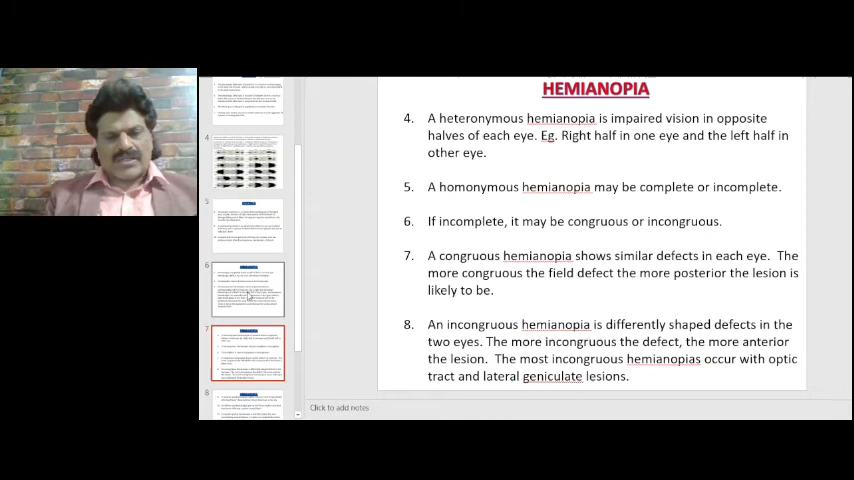 HEMIANOPIA
4. A heteronymous hemianopia is impaired vision in opposite
halves of each eye. Eg. Right half in one eye and the left half in
other eye.
5. A homonymous hemianopia may be complete or incomplete.
6. If incomplete, it may be congruous or incongruous.
7. A congruous hemianopia shows similar defects in each eye. The
more congruous the field defect the more posterior the lesion is
likely to be.
8. An incongruous hemianopia is differently shaped defects in the
two eyes. The more incongruous the defect, the more anterior
the lesion. The most incongruous hemianopias occur with optic
tract and lateral geniculate lesions.
Click to add notes
4
5
6
7
8